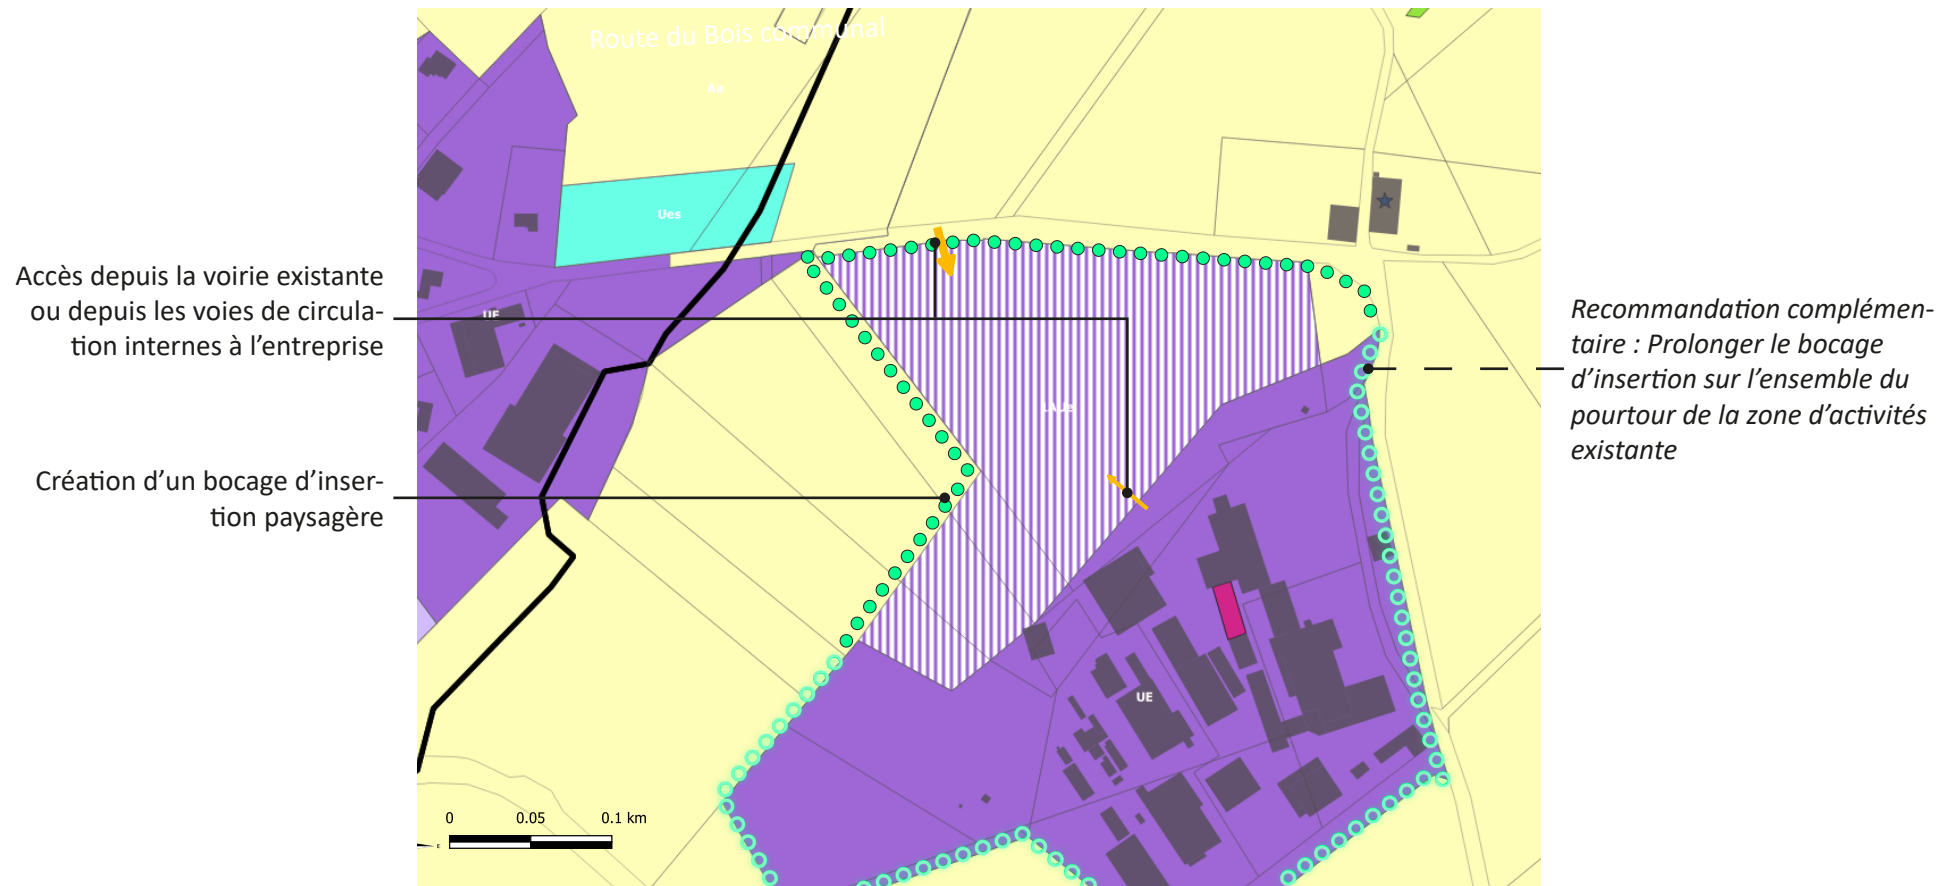 Route du Bois communal
Aa
Ues
Accès depuis la voirie existante
ou depuis les voies de circula-
tion internes à l’entreprise
UE
Recommandation complémen-
taire : Prolonger le bocage
d’insertion sur l’ensemble du
pourtour de la zone d’activités
existante
Création d’un bocage d’inser-
tion paysagère
UE
0 0.05 0.1 km
E